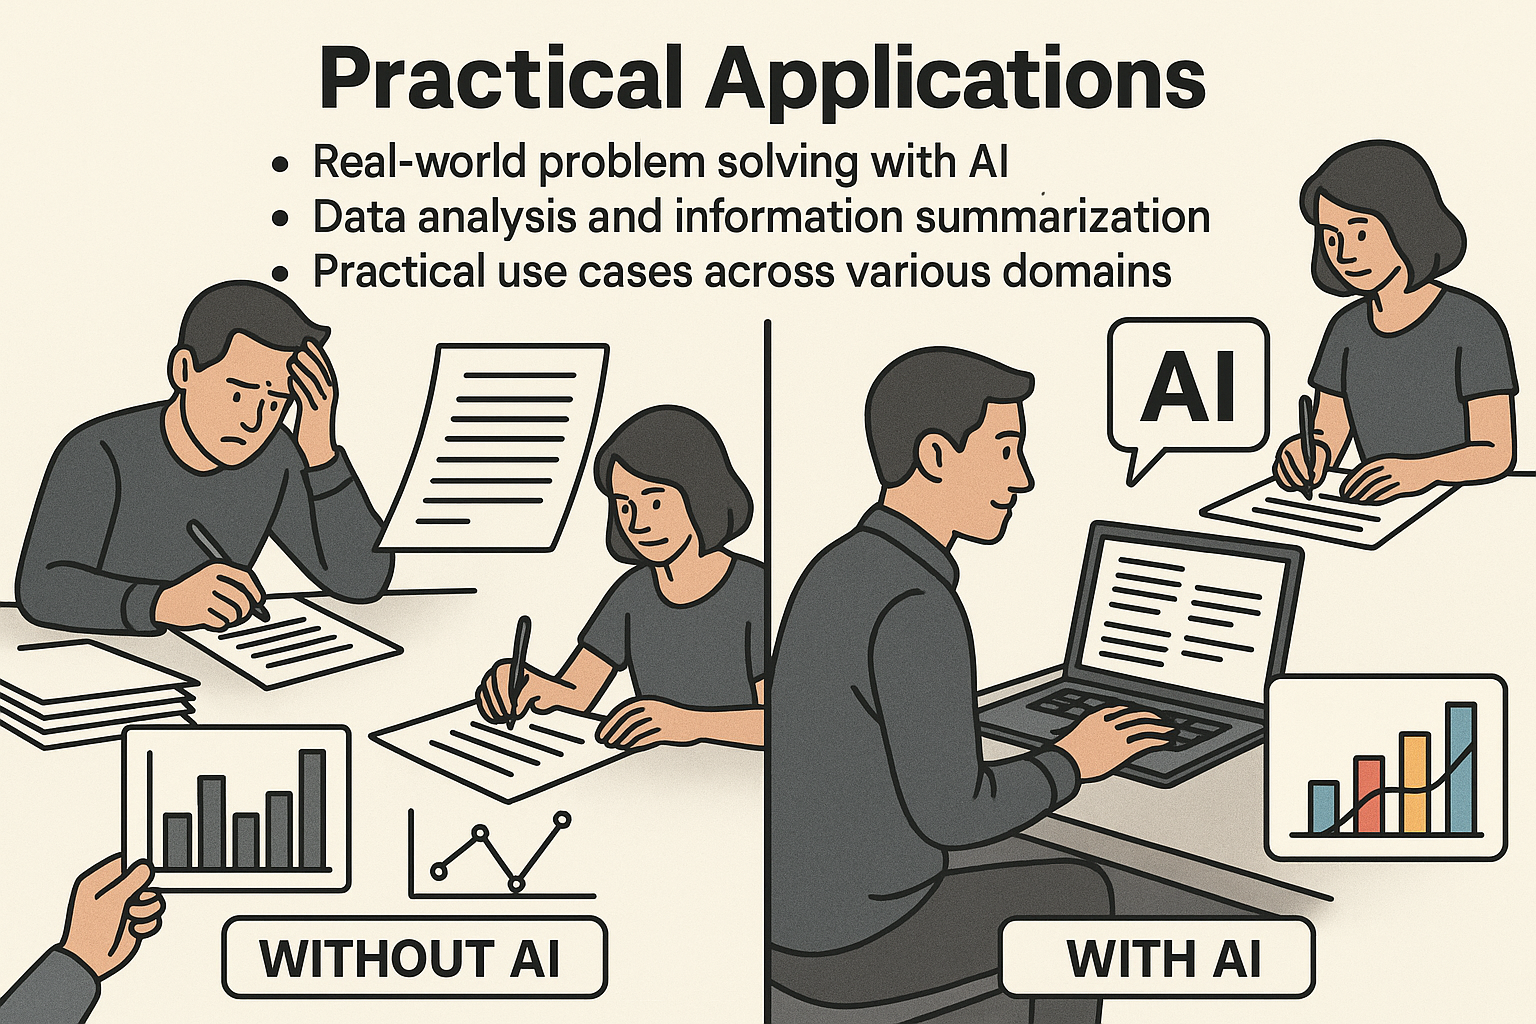 Practical Applications
• Real-world problem solving with AI
• Data analysis and information summarization
• Practical use cases across various domains
AI
WITHOUT AI
WITH AI